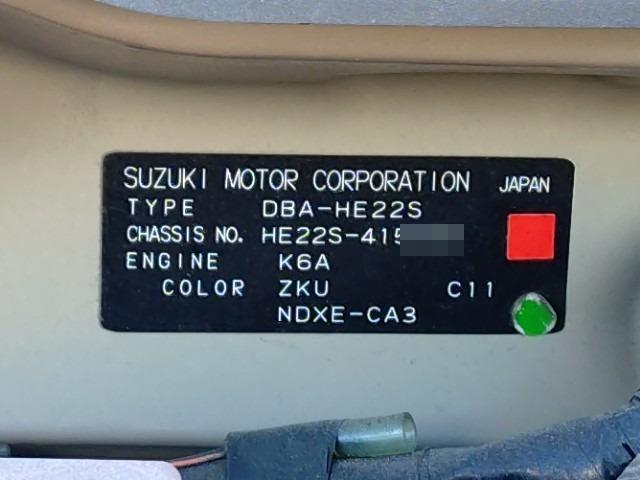 SUZUKI MOTOR CORPORATION JAPAN
TYPE DBA-HE22S
CHASSIS NO. HE22S-415
ENGINE K6A
COLOR ZKU C11
NDXE-CA3